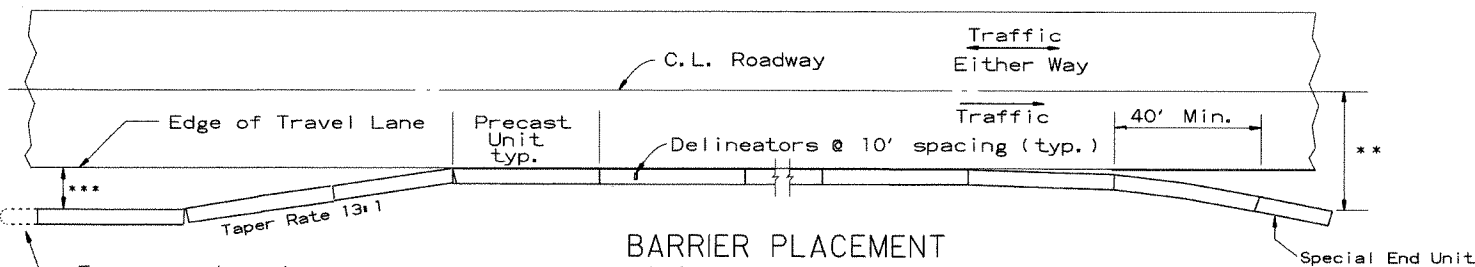 Traffic
Either Way
C.L. Roadway
Traffic
40' Min.
Edge of Travel Lane
Precast
Unit
typ.
Delineators @ 10' spacing (typ.)
**
***
Taper Rate 13:1
BARRIER PLACEMENT
Special End Unit